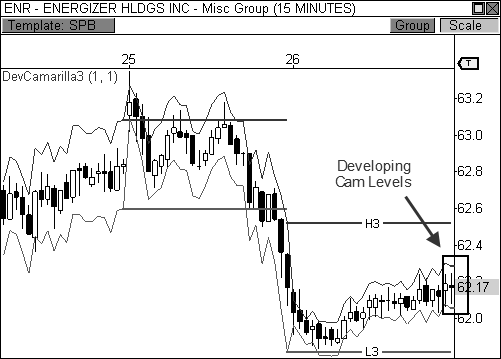 ENR - ENERGIZER HLDGS INC - Misc Group (15 MINUTES)
Template: SPB Group Scale
25 26 T
DevCamarilla3 (1, 1)
63.2
63.0
Developing
Cam Levels
62.8
62.6
H3
62.4
62.17
62.0
L3